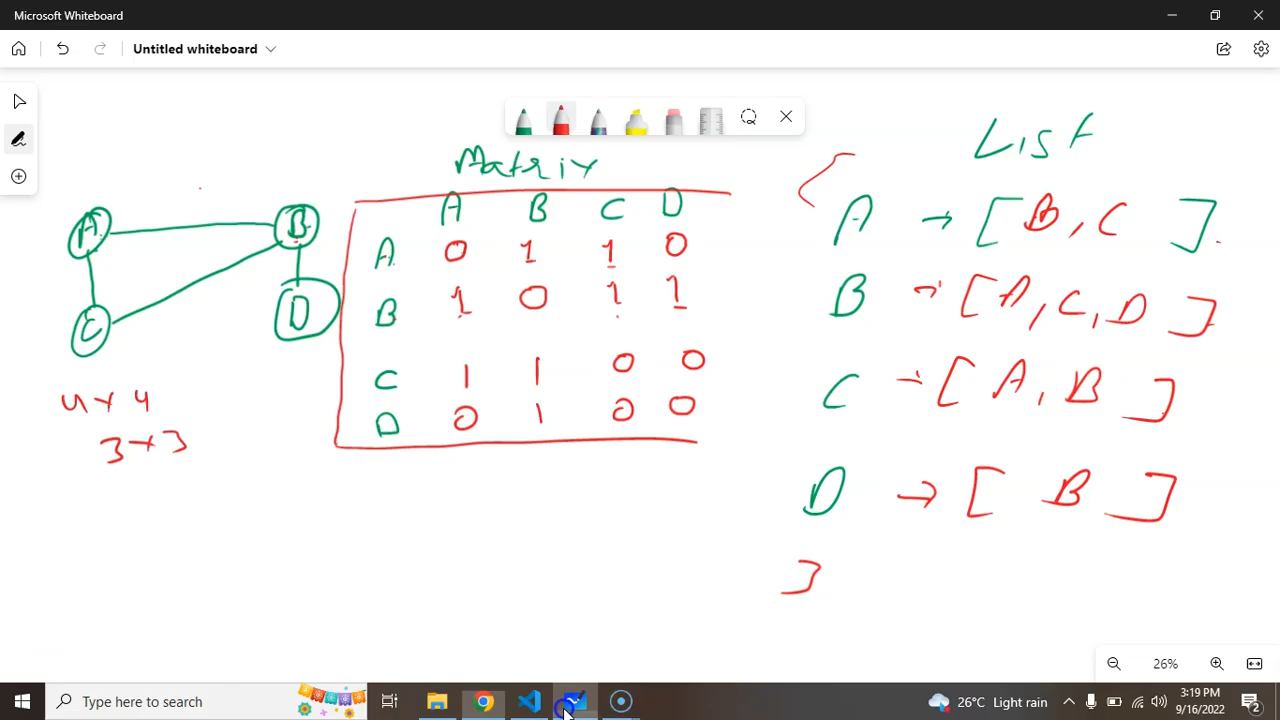 Microsoft Whiteboard
Untitled whiteboard
Matrix
A B C D
A 0 1 1 0
B 1 0 1 1
C 1 1 0 0
D 0 1 0 0
A
B
C
D
4 x 4
3 x 3
List
{
A → [ B, C ].
B → [ A, C, D ]
C → [ A, B ]
D → [ B ]
}
26%
Type here to search
26°C Light rain
3:19 PM
9/16/2022
2